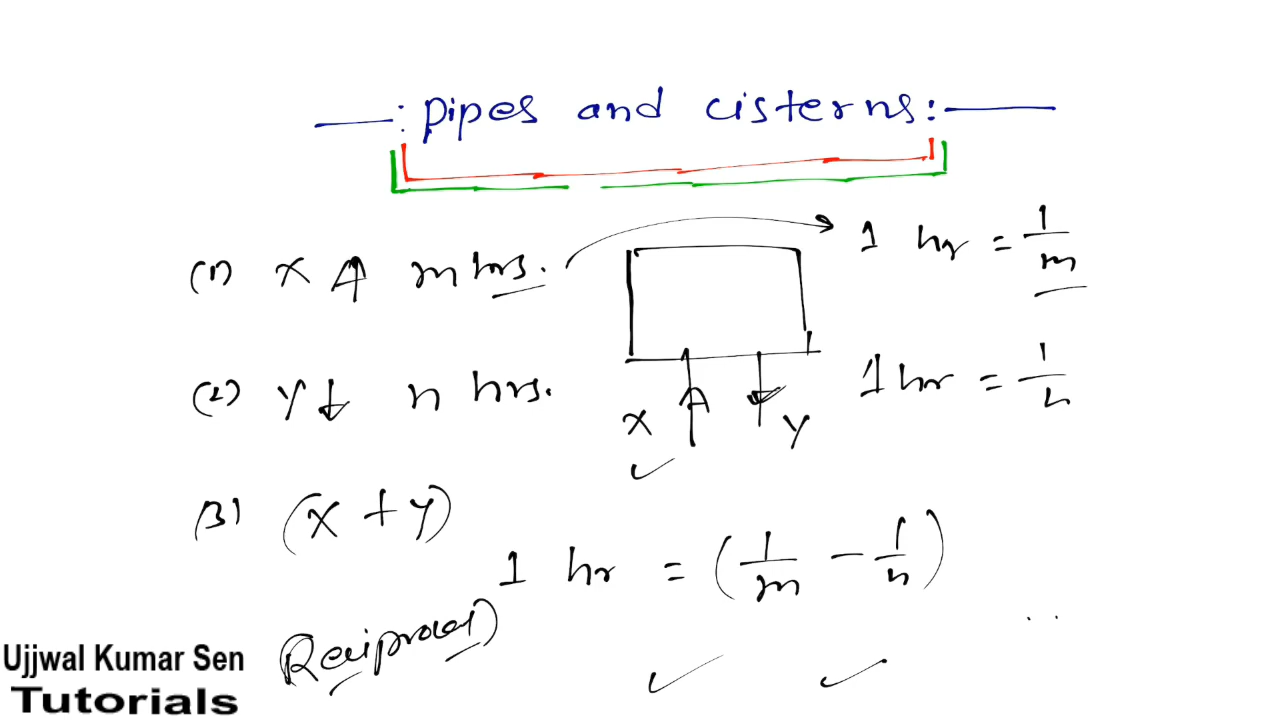 : Pipes and cisterns:
(1) X ↑ m hrs. 1 hr = 1/m
(2) Y ↓ n hrs. 1 hr = 1/n
X Y
(3) (X + Y)
1 hr = (1/m - 1/n)
Reciprocal)
Ujjwal Kumar Sen
Tutorials